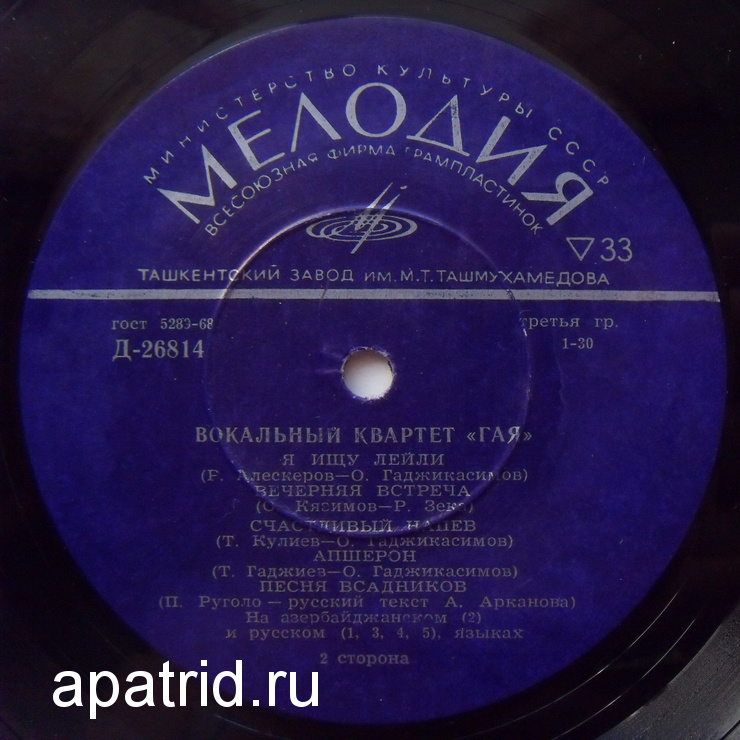 МИНИСТЕРСТВО КУЛЬТУРЫ СССР
МЕЛОДИЯ
ВСЕСОЮЗНАЯ ФИРМА ГРАМПЛАСТИНОК
▽33
ТАШКЕНТСКИЙ ЗАВОД ИМ. М.Т. ТАШМУХАМЕДОВА
гост 5289-68 третья гр.
Д-26814 1-30
ВОКАЛЬНЫЙ КВАРТЕТ «ГАЯ»
Я ИЩУ ЛЕЙЛИ
(Р. Алескеров—О. Гаджикасимов)
ВЕЧЕРНЯЯ ВСТРЕЧА
(С. Кязимов—Р. Зека)
СЧАСТЛИВЫЙ НАПЕВ
(Т. Кулиев—О. Гаджикасимов)
АПШЕРОН
(Т. Гаджиев—О. Гаджикасимов)
ПЕСНЯ ВСАДНИКОВ
(П. Руголо—русский текст А. Арканова)
На азербайджанском (2)
и русском (1, 3, 4, 5), языках
2 сторона
apatrid.ru